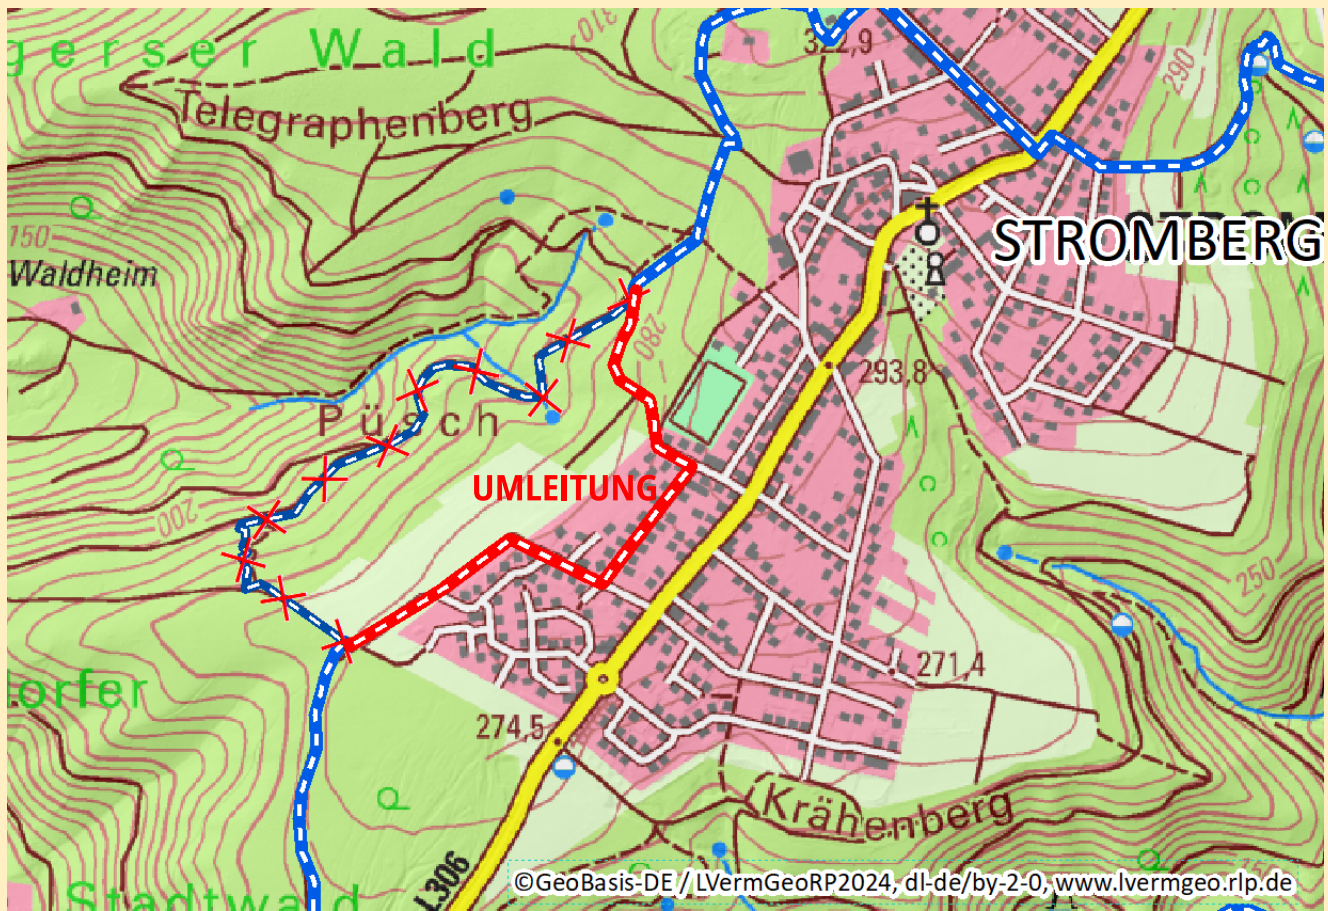 gerser Wald
310
322,9
290
Telegraphenberg
150
Waldheim
STROMBERG
280
293,8
Püsch
UMLEITUNG
200
250
271,4
orfer
274,5
Krähenberg
L306
Stadtwald
©GeoBasis-DE / LVermGeoRP2024, dl-de/by-2-0, www.lvermgeo.rlp.de